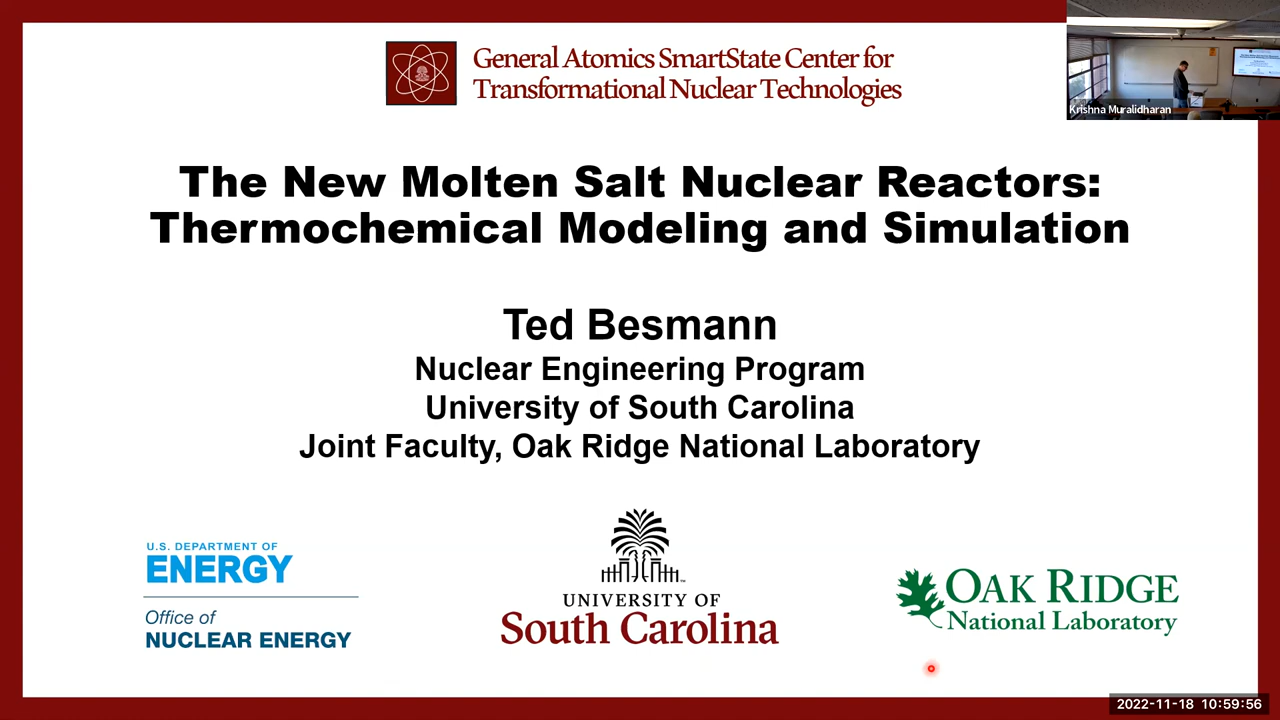 General Atomics SmartState Center for
Transformational Nuclear Technologies
Krishna Muralidharan
The New Molten Salt Nuclear Reactors:
Thermochemical Modeling and Simulation
Ted Besmann
Nuclear Engineering Program
University of South Carolina
Joint Faculty, Oak Ridge National Laboratory
U.S. DEPARTMENT OF
ENERGY
Office of
NUCLEAR ENERGY
UNIVERSITY OF
South Carolina
OAK RIDGE
National Laboratory
2022-11-18 10:59:56